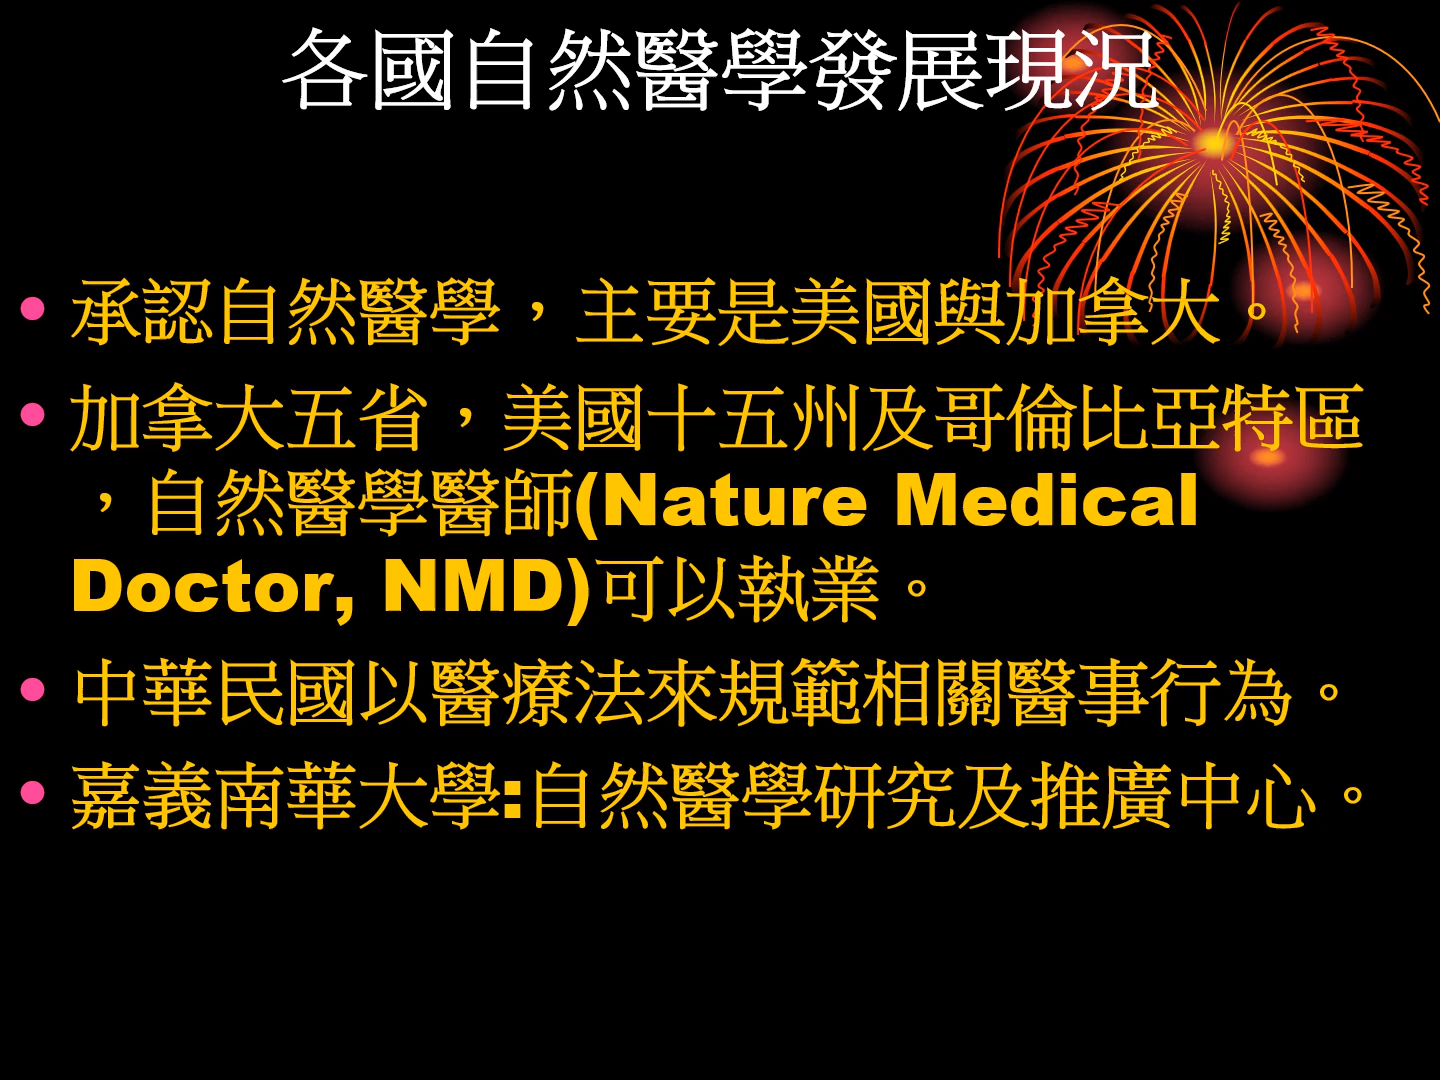 各國自然醫學發展現況
• 承認自然醫學，主要是美國與加拿大。
• 加拿大五省，美國十五州及哥倫比亞特區
，自然醫學醫師(Nature Medical
Doctor, NMD)可以執業。
• 中華民國以醫療法來規範相關醫事行為。
• 嘉義南華大學:自然醫學研究及推廣中心。